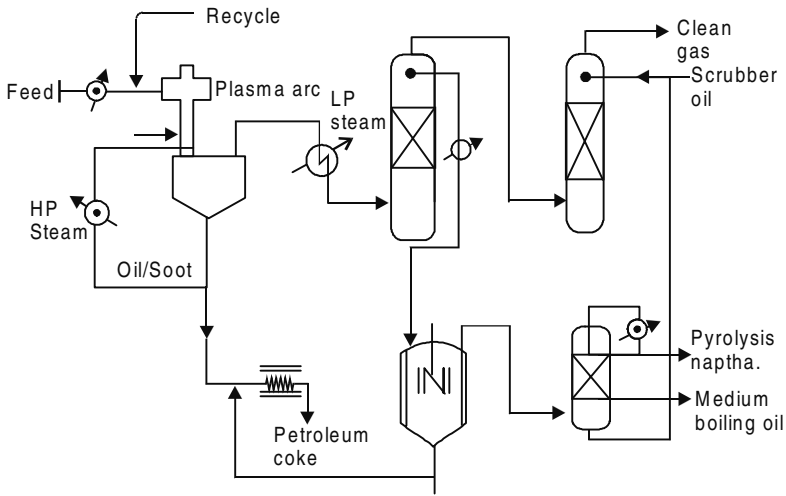 Recycle
Clean
gas
Feed
Plasma arc
Scrubber
oil
LP
steam
HP
Steam
Oil/Soot
Pyrolysis
naptha.
Medium
boiling oil
Petroleum
coke